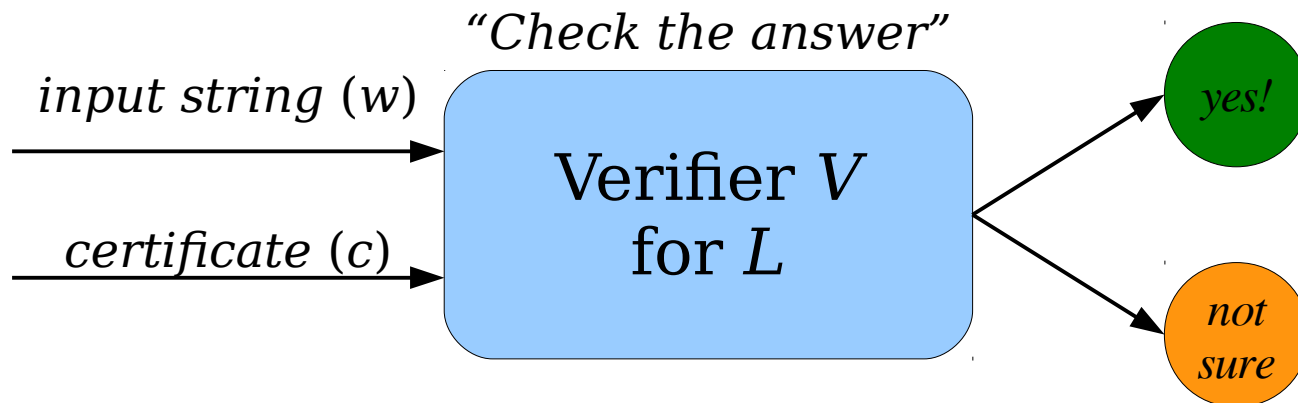 “Check the answer”
input string (w)
certificate (c)
Verifier V
for L
yes!
not
sure